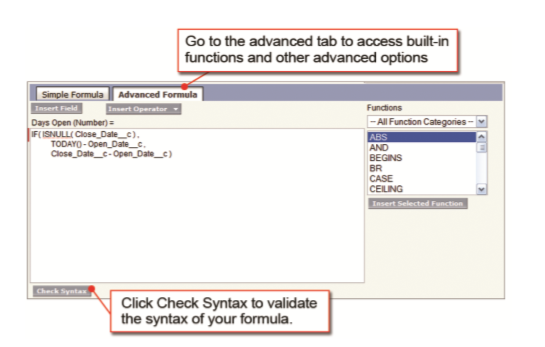 Go to the advanced tab to access built-in
functions and other advanced options
Simple Formula Advanced Formula
Insert Field Insert Operator
Functions
Days Open (Number) =
-- All Function Categories --
IF( ISNULL( Close_Date__c ) ,
TODAY() - Open_Date__c ,
Close_Date__c - Open_Date__c )
ABS
AND
BEGINS
BR
CASE
CEILING
Insert Selected Function
Check Syntax
Click Check Syntax to validate
the syntax of your formula.